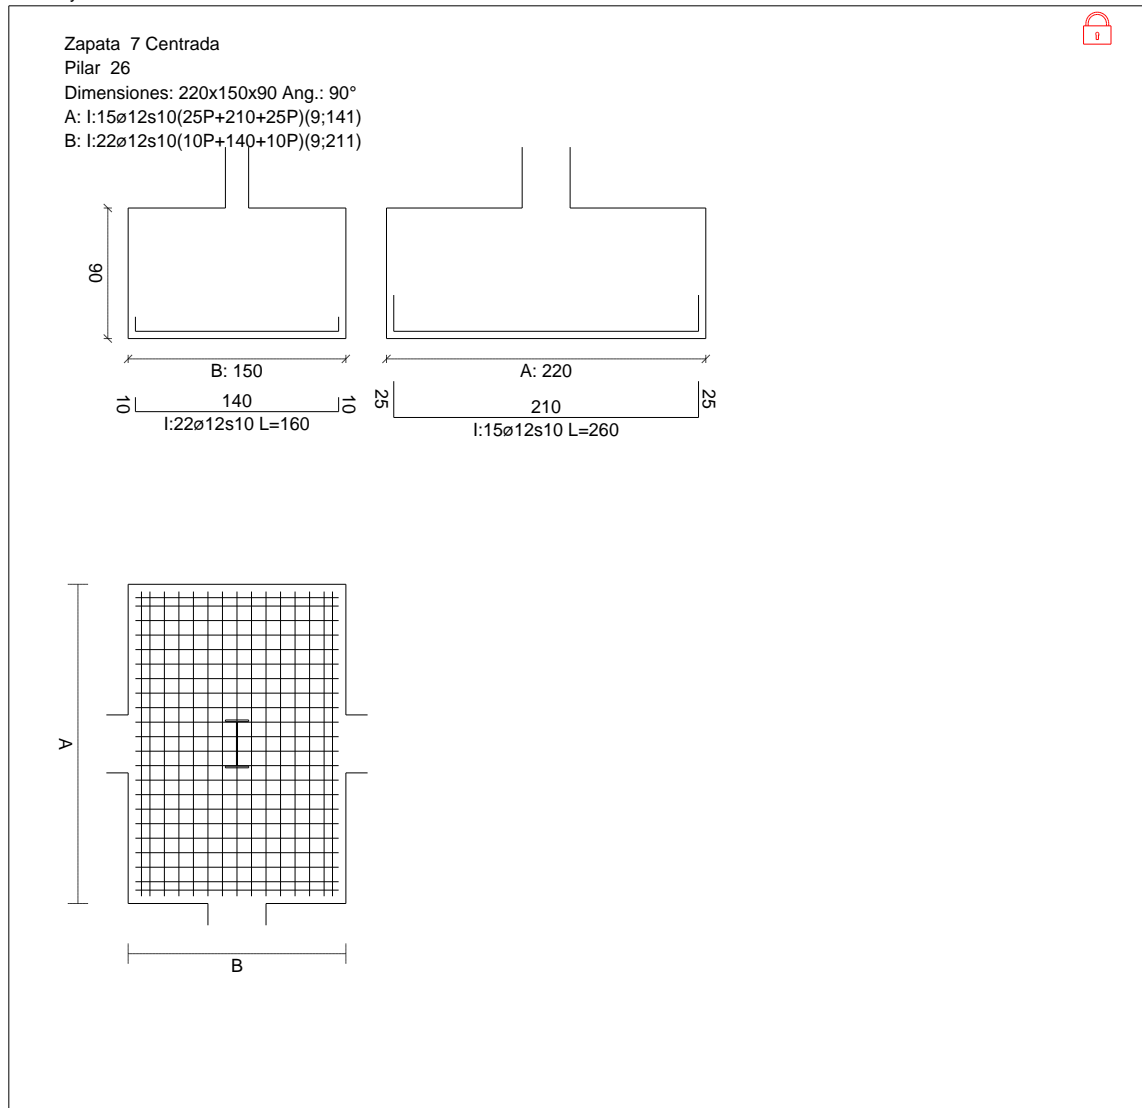 Zapata 7 Centrada
Pilar 26
Dimensiones: 220x150x90 Ang.: 90°
A: I:15ø12s10(25P+210+25P)(9;141)
B: I:22ø12s10(10P+140+10P)(9;211)
90
B: 150
A: 220
10
140
10
I:22ø12s10 L=160
25
210
25
I:15ø12s10 L=260
A
B